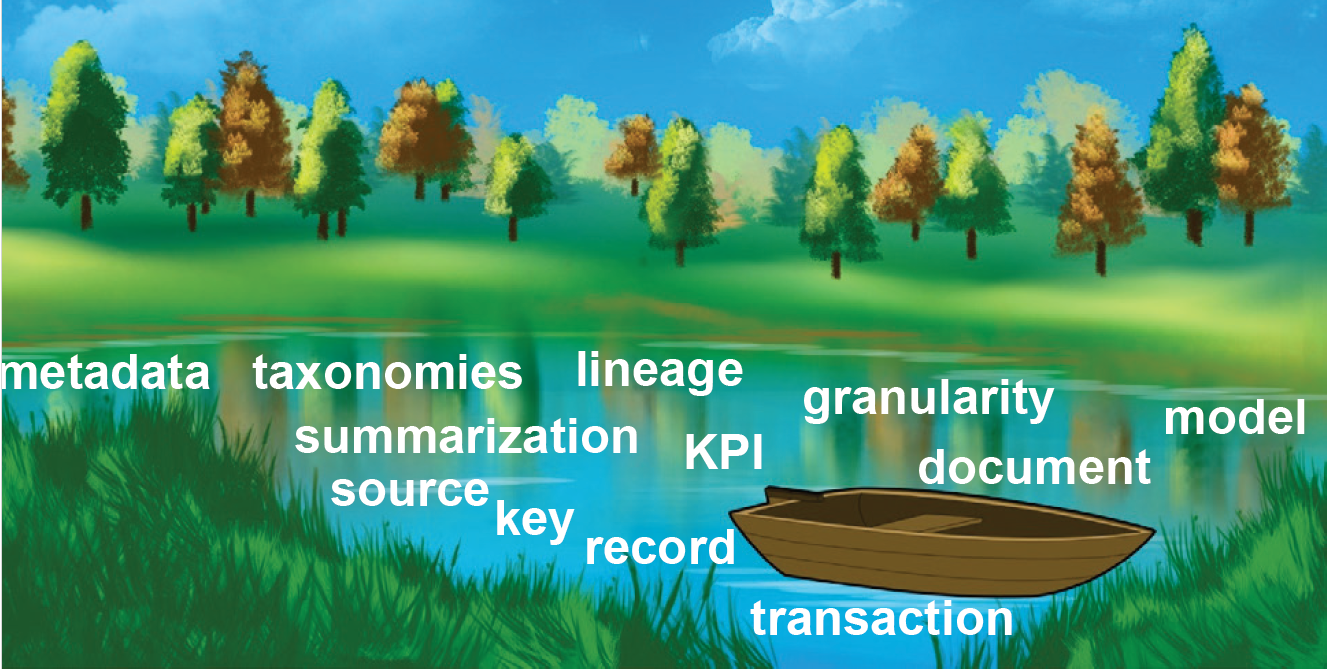 metadata
taxonomies
lineage
granularity
model
summarization
KPI
document
source
key
record
transaction